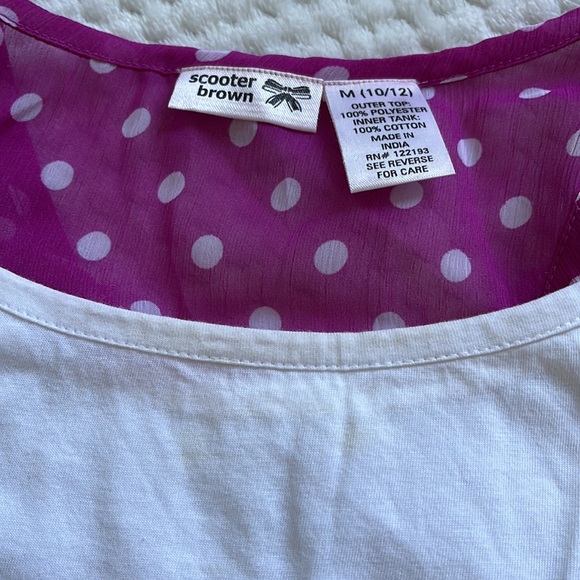 scooter
brown
M (10/12)
OUTER TOP:
100% POLYESTER
INNER TANK:
100% COTTON
MADE IN
INDIA
RN# 122193
SEE REVERSE
FOR CARE